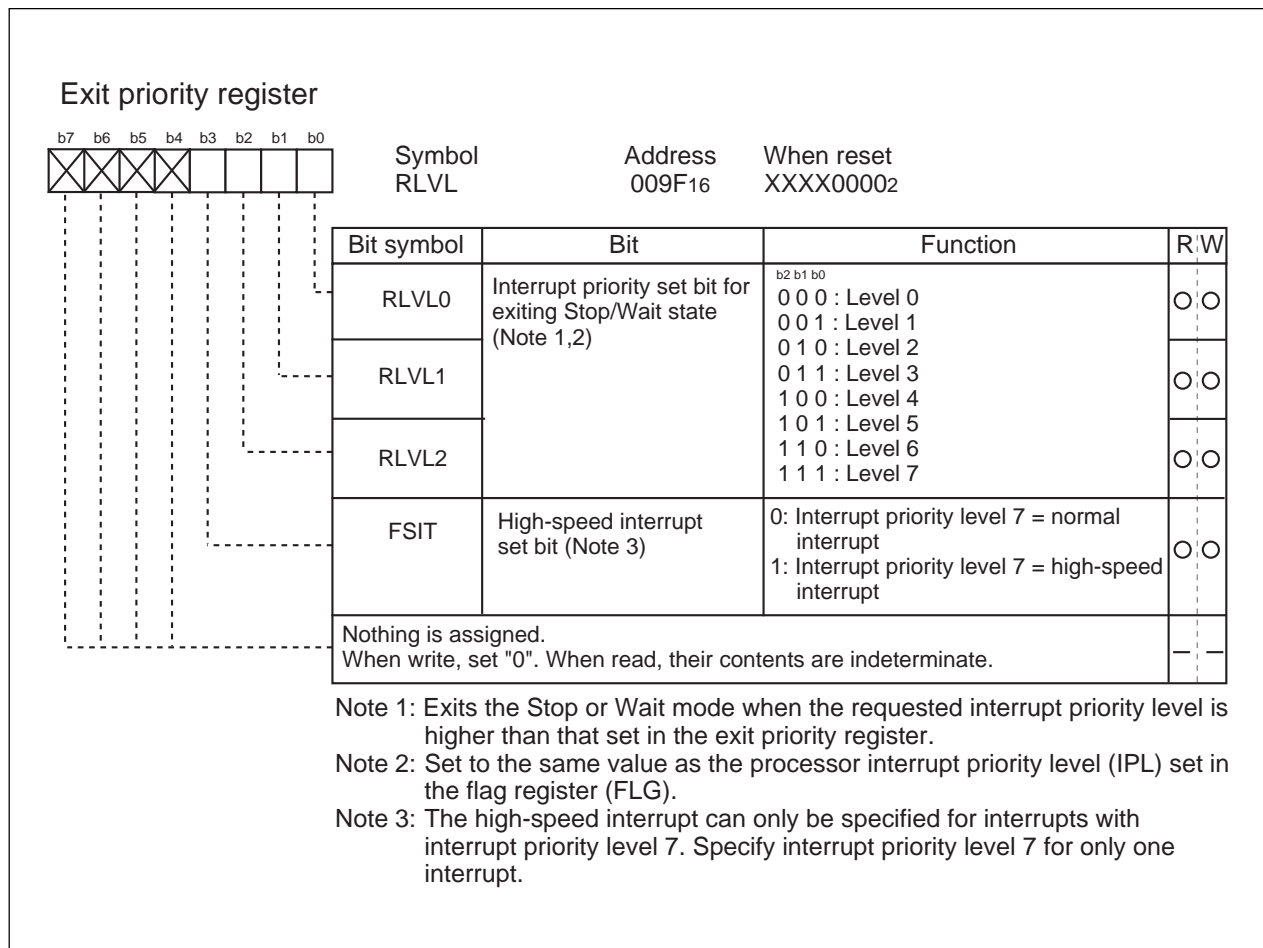 Exit priority register
b7 b6 b5 b4 b3 b2 b1 b0
Symbol Address When reset
RLVL 009F16 XXXX00002
Bit symbol Bit Function R W
RLVL0 Interrupt priority set bit for exiting Stop/Wait state (Note 1,2)
b2 b1 b0
0 0 0 : Level 0
0 0 1 : Level 1
0 1 0 : Level 2
0 1 1 : Level 3
1 0 0 : Level 4
1 0 1 : Level 5
1 1 0 : Level 6
1 1 1 : Level 7
RLVL1
RLVL2
FSIT
High-speed interrupt
set bit (Note 3)
0: Interrupt priority level 7 = normal
interrupt
1: Interrupt priority level 7 = high-speed
interrupt
Nothing is assigned.
When write, set "0". When read, their contents are indeterminate.
Note 1: Exits the Stop or Wait mode when the requested interrupt priority level is
higher than that set in the exit priority register.
Note 2: Set to the same value as the processor interrupt priority level (IPL) set in
the flag register (FLG).
Note 3: The high-speed interrupt can only be specified for interrupts with
interrupt priority level 7. Specify interrupt priority level 7 for only one
interrupt.